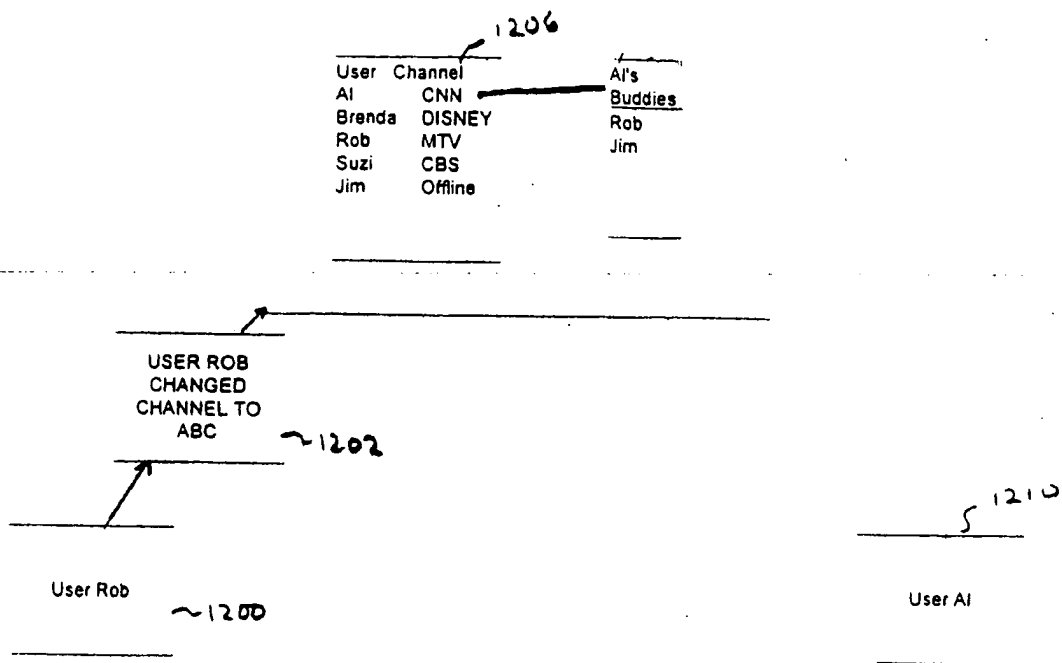 1206
User Channel
Al CNN
Brenda DISNEY
Rob MTV
Suzi CBS
Jim Offline
Al's
Buddies
Rob
Jim
USER ROB
CHANGED
CHANNEL TO
ABC
~1202
1210
User Rob
~1200
User Al